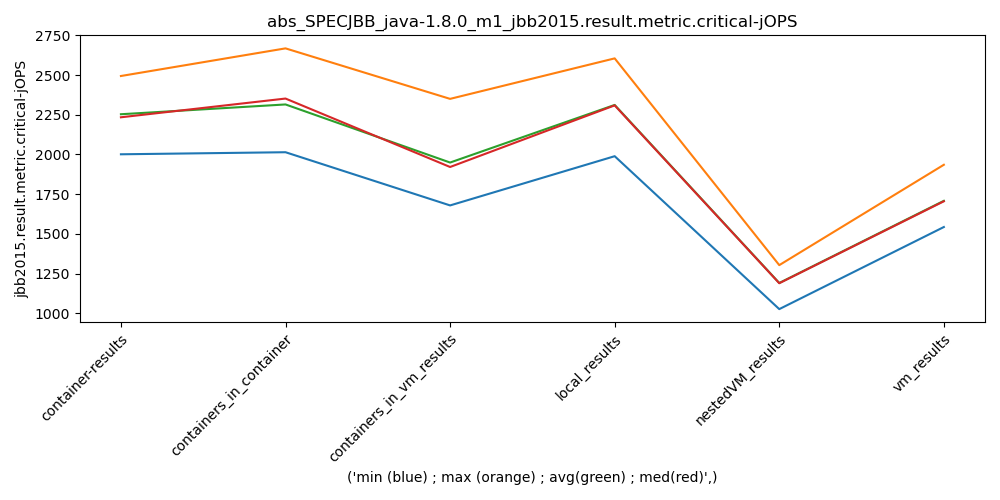 abs_SPECJBB_java-1.8.0_m1_jbb2015.result.metric.critical-jOPS
jbb2015.result.metric.critical-jOPS
2750
2500
2250
2000
1750
1500
1250
1000
container-results
containers_in_container
containers_in_vm_results
local_results
nestedVM_results
vm_results
('min (blue) ; max (orange) ; avg(green) ; med(red)',)